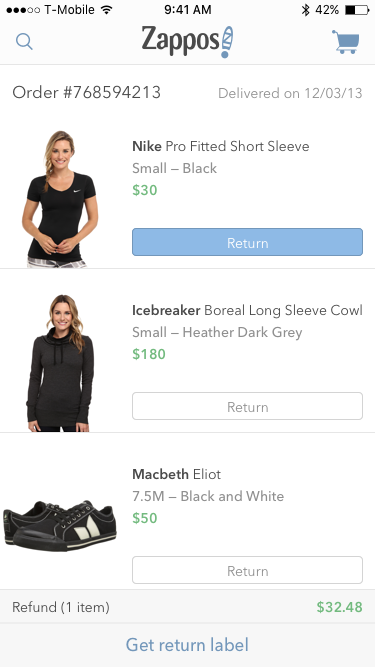 T-Mobile 9:41 AM 42%
Zappos
Order #768594213 Delivered on 12/03/13
Nike Pro Fitted Short Sleeve
Small – Black
$30
Return
Icebreaker Boreal Long Sleeve Cowl
Small – Heather Dark Grey
$180
Return
Macbeth Eliot
7.5M – Black and White
$50
Return
Refund (1 item) $32.48
Get return label